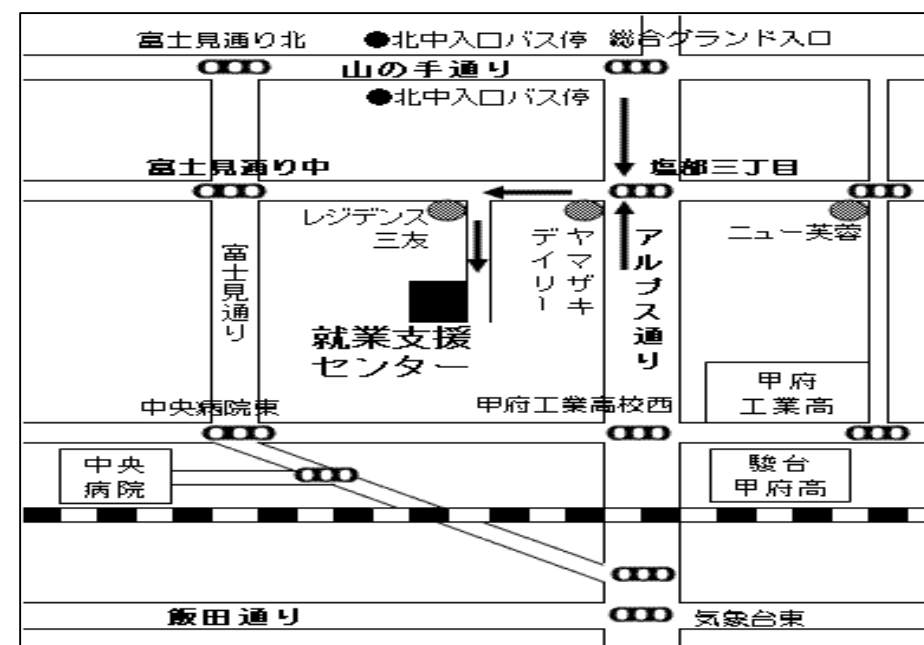 富士見通り北
●北中入口バス停
総合グランド入口
山の手通り
●北中入口バス停
富士見通り中
塩部三丁目
レジデンス
三友
ヤマザキ
デイリー
アルプス通り
ニュー芙蓉
富士見通り
就業支援
センター
甲府
工業高
中央病院東
甲府工業高校西
中央
病院
駿台
甲府高
飯田通り
気象台東